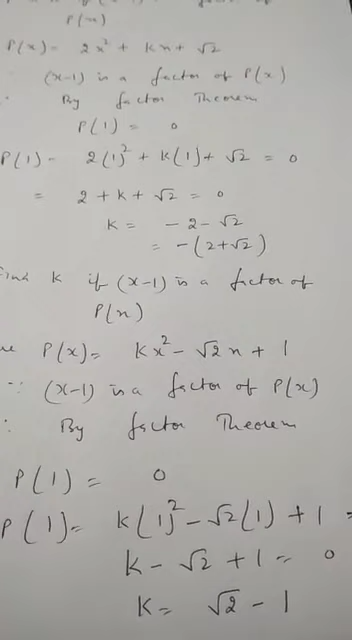 P(x)
P(x) = 2x² + Kx + √2
(x-1) is a factor of P(x)
∴ By factor Theorem
P(1) = 0
P(1) = 2(1)² + K(1) + √2 = 0
= 2 + K + √2 = 0
K = -2 - √2
= -(2+√2)
Find K if (x-1) is a factor of
P(x)
P(x) = Kx² - √2x + 1
∵ (x-1) is a factor of P(x)
∴ By factor Theorem
P(1) = 0
P(1) = K(1)² - √2(1) + 1 =
K - √2 + 1 = 0
K = √2 - 1